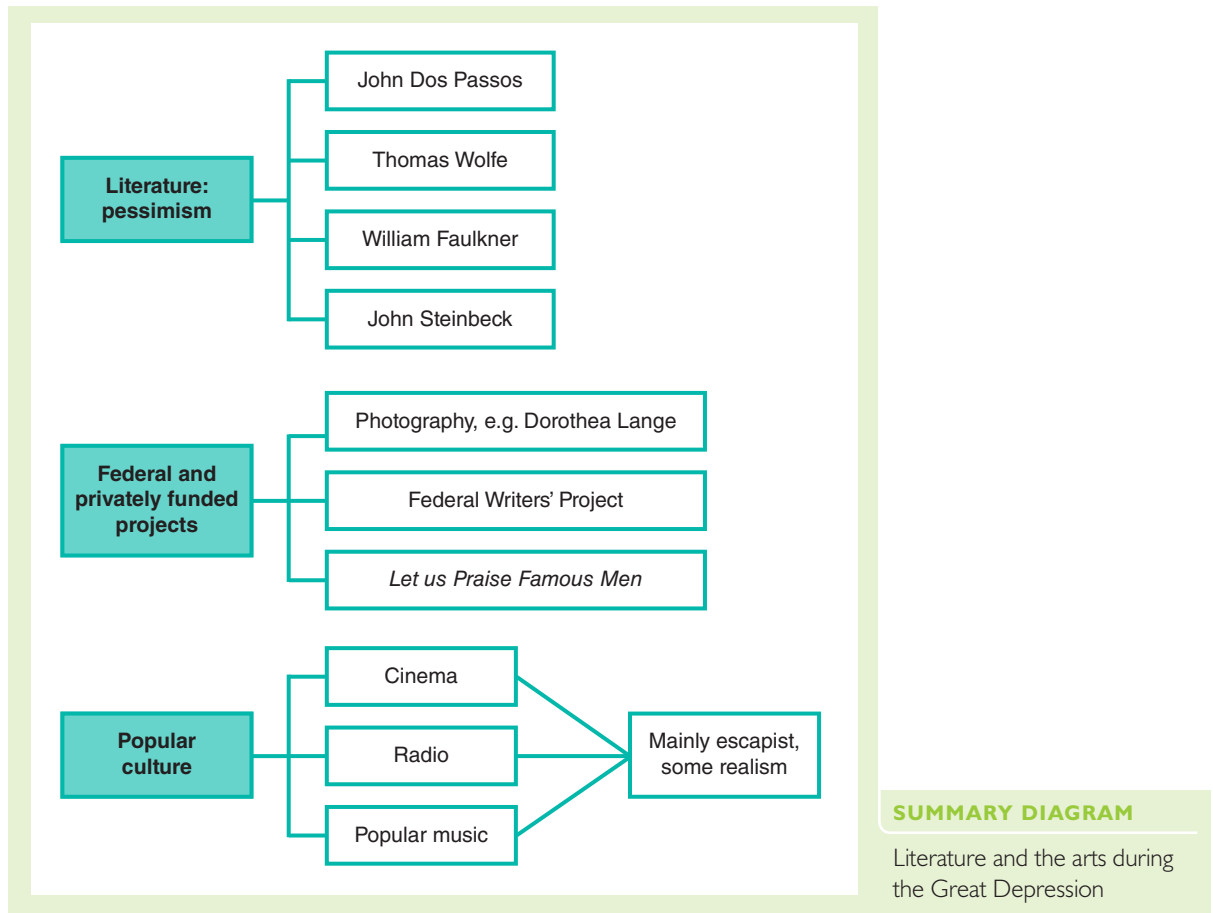 Literature:
pessimism
John Dos Passos
Thomas Wolfe
William Faulkner
John Steinbeck
Federal and
privately funded
projects
Photography, e.g. Dorothea Lange
Federal Writers’ Project
Let us Praise Famous Men
Popular
culture
Cinema
Radio
Popular music
Mainly escapist,
some realism
SUMMARY DIAGRAM
Literature and the arts during
the Great Depression